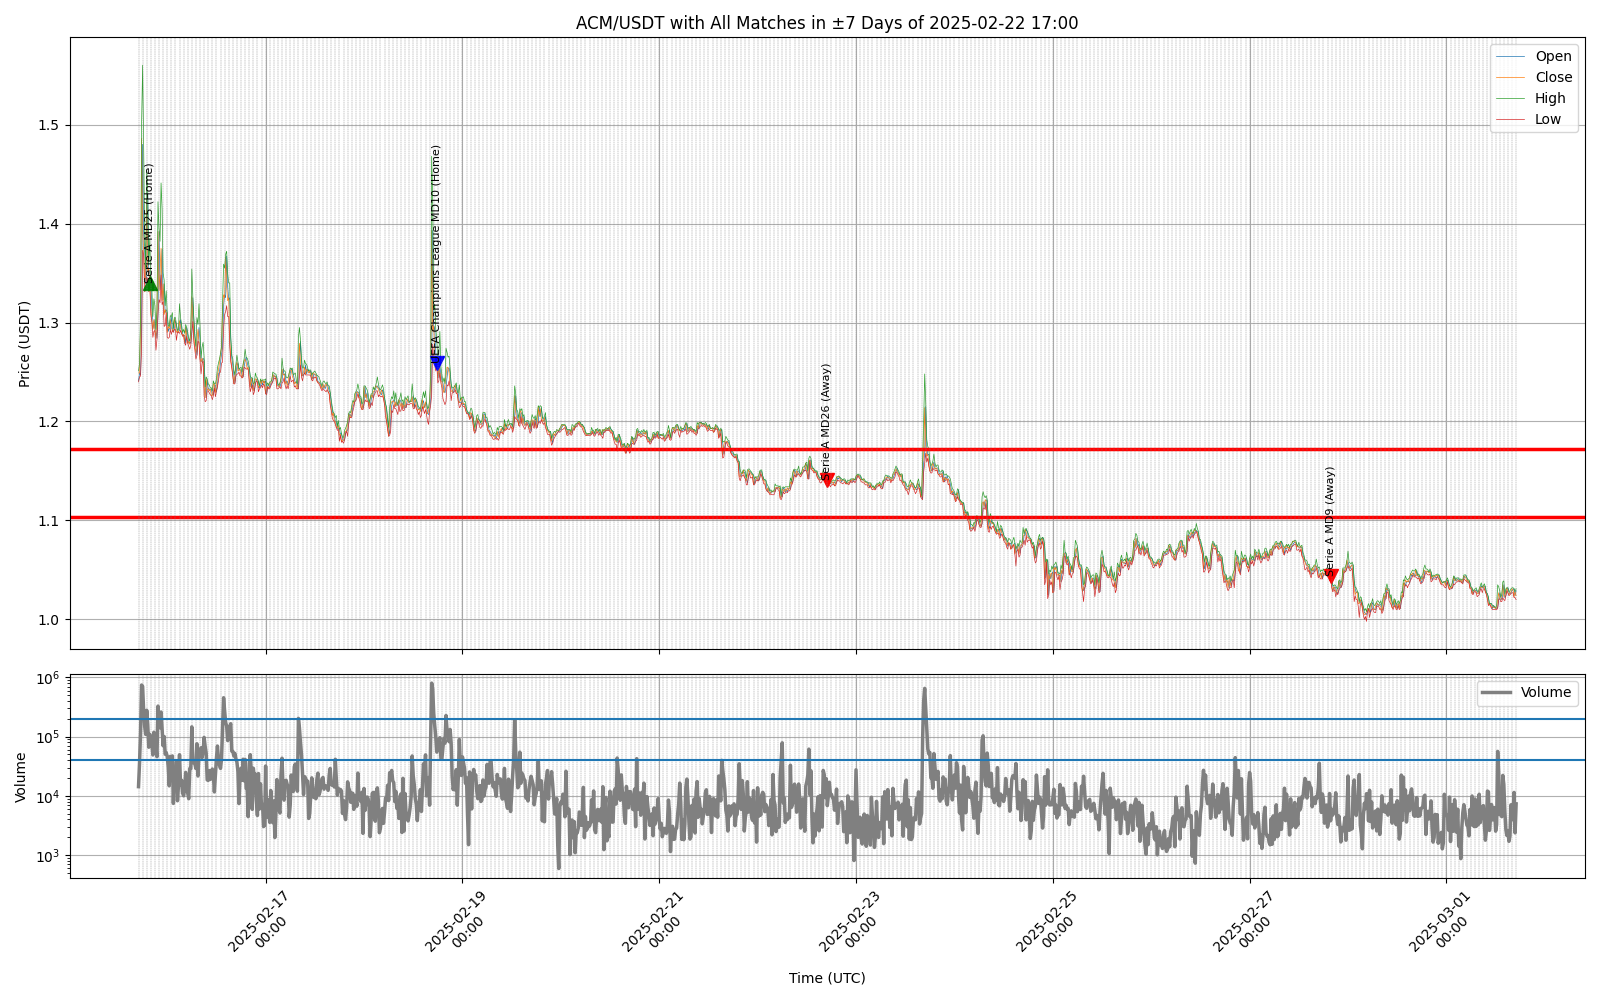 ACM/USDT with All Matches in ±7 Days of 2025-02-22 17:00
Open
Close
High
Low
1.5
1.4
1.3
1.2
1.1
1.0
Price (USDT)
Serie A MD25 (Home)
UEFA Champions League MD10 (Home)
Serie A MD26 (Away)
Serie A MD9 (Away)
Volume
10^6
10^5
10^4
10^3
Volume
2025-02-17
00:00
2025-02-19
00:00
2025-02-21
00:00
2025-02-23
00:00
2025-02-25
00:00
2025-02-27
00:00
2025-03-01
00:00
Time (UTC)